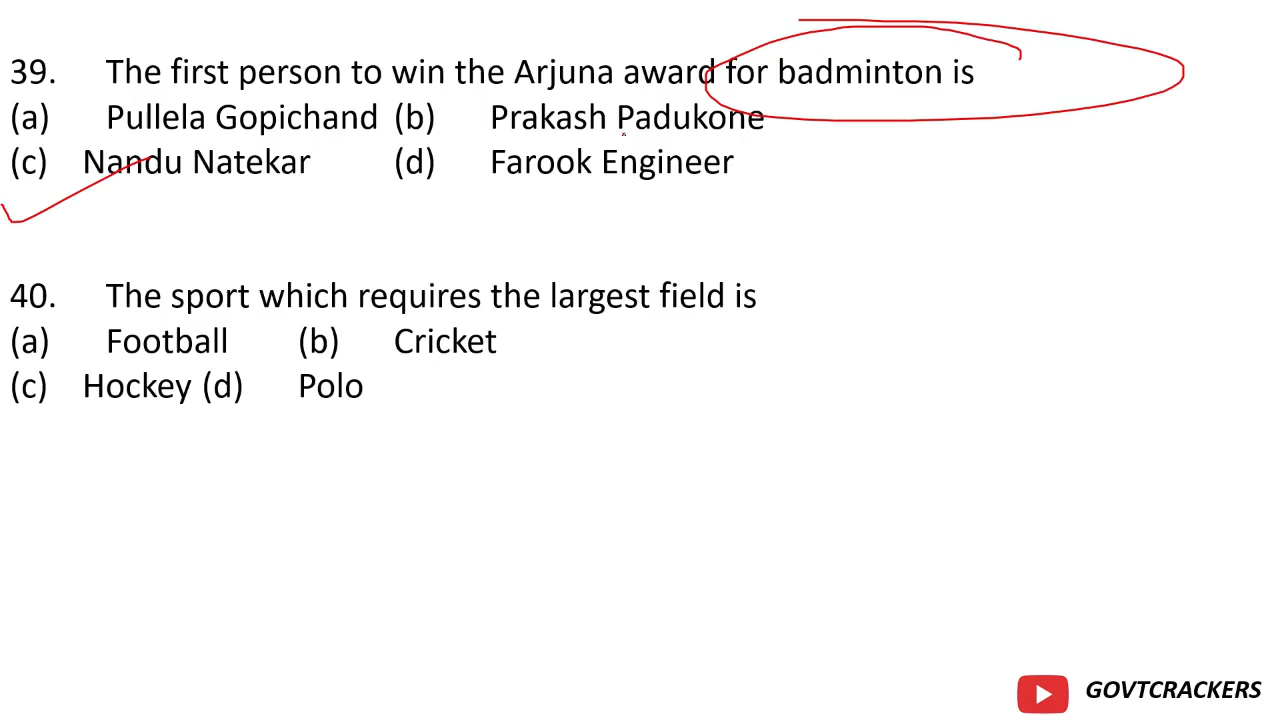 39. The first person to win the Arjuna award for badminton is
(a) Pullela Gopichand (b) Prakash Padukone
(c) Nandu Natekar (d) Farook Engineer
40. The sport which requires the largest field is
(a) Football (b) Cricket
(c) Hockey (d) Polo
GOVTCRACKERS